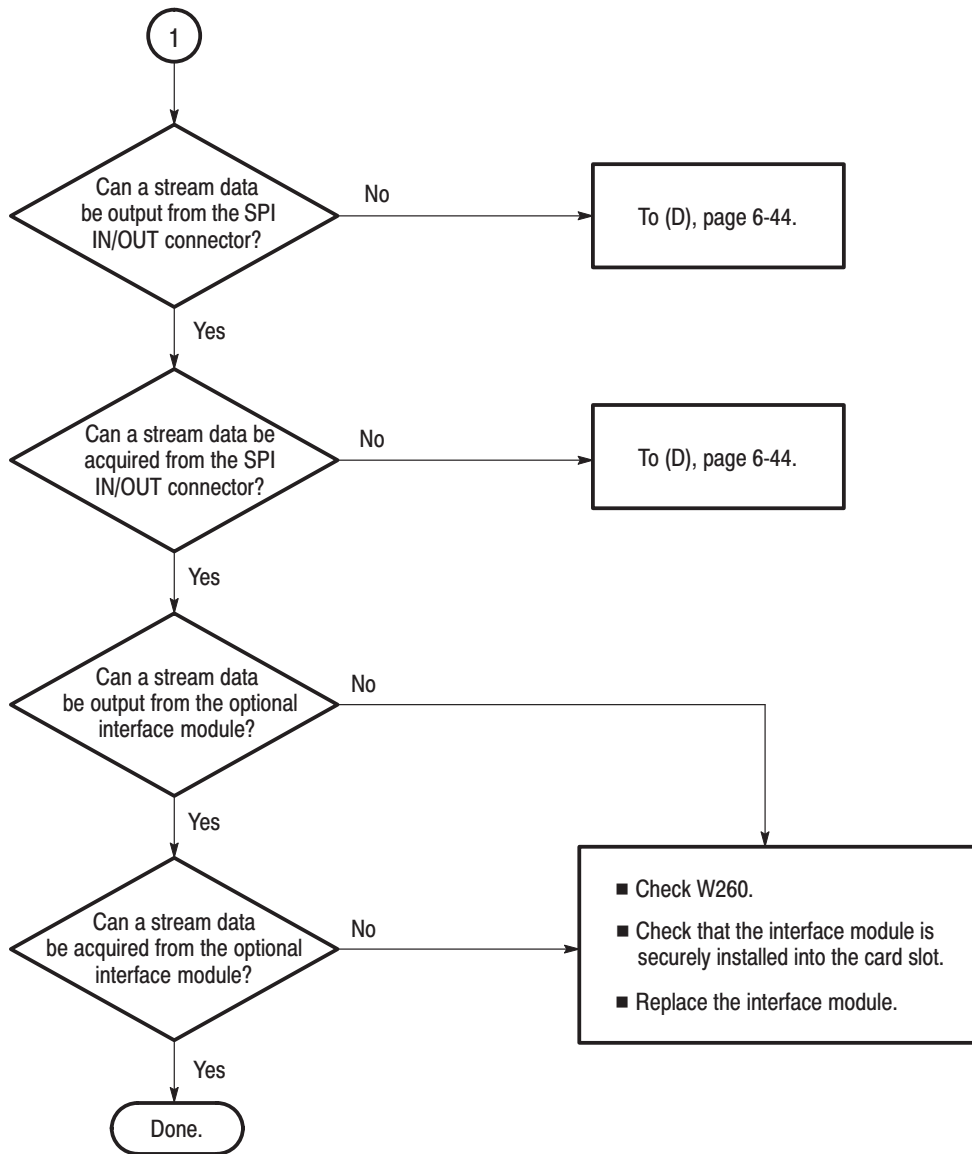 1
Can a stream data
be output from the SPI
IN/OUT connector?
No
To (D), page 6-44.
Yes
Can a stream data be
acquired from the SPI
IN/OUT connector?
No
To (D), page 6-44.
Yes
Can a stream data
be output from the optional
interface module?
No
Yes
Can a stream data
be acquired from the optional
interface module?
No
■ Check W260.
■ Check that the interface module is
securely installed into the card slot.
■ Replace the interface module.
Yes
Done.